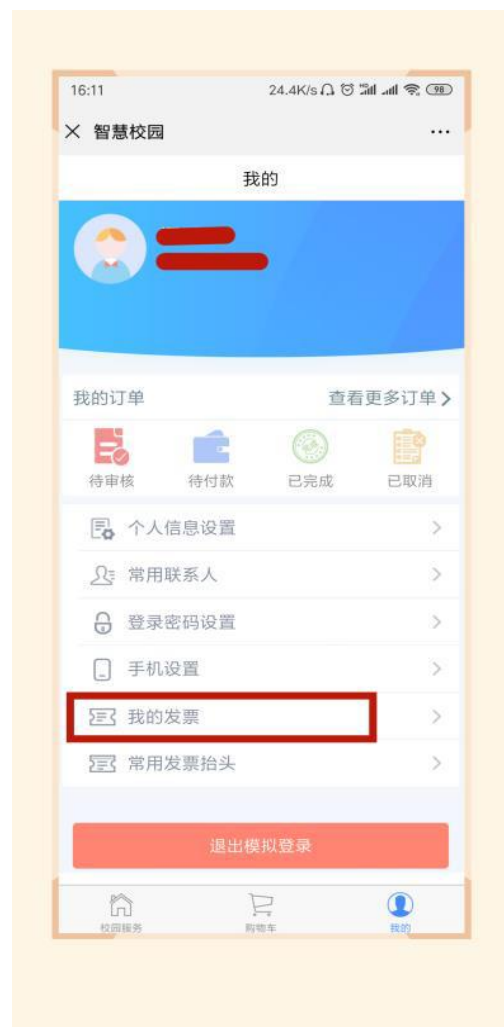 16:11 24.4K/s HD 98
智慧校园 ...
我的
我的订单 查看更多订单
待审核 待付款 已完成 已取消
个人信息设置
常用联系人
登录密码设置
手机设置
我的发票
常用发票抬头
退出模拟登录
校园服务 购物车 我的